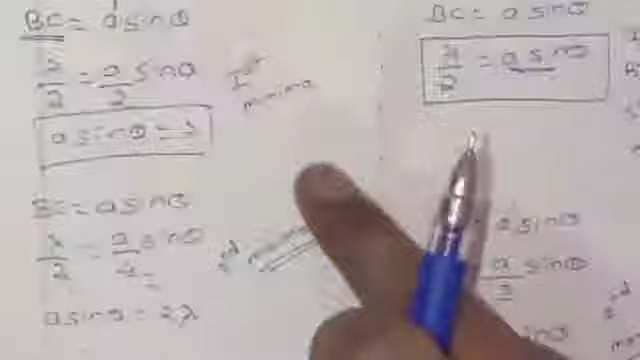 BC = a sinθ
λ/2 = a/2 sinθ
1st
minima
a sinθ = λ
BC = a sinθ
λ/2 = a/4 sinθ
2nd
a sinθ = 2λ
BC = a sinθ
λ/2 = a sinθ
= a sinθ
a/3 sinθ
sinθ